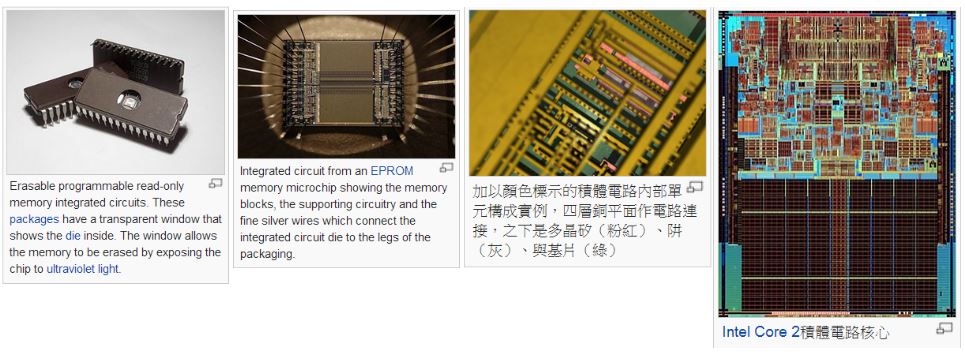 Erasable programmable read-only
memory integrated circuits. These
packages have a transparent window that
shows the die inside. The window allows
the memory to be erased by exposing the
chip to ultraviolet light.
Integrated circuit from an EPROM
memory microchip showing the memory
blocks, the supporting circuitry and the
fine silver wires which connect the
integrated circuit die to the legs of the
packaging.
加以顏色標示的積體電路內部單
元構成實例，四層銅平面作電路連
接，之下是多晶矽（粉紅）、阱
（灰）、與基片（綠）
Intel Core 2積體電路核心